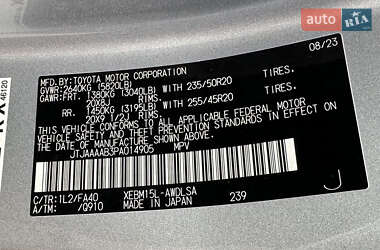 auto RIA
46120
08/23
MFD.BY:TOYOTA MOTOR CORPORATION
GVWR:2640KG (5820LB)
GAWR:FRT. 1380KG (3040LB) WITH 235/50R20 TIRES.
20X8J RIMS.
RR. 1450KG (3195LB) WITH 255/45R20 TIRES.
20X9 1/2J RIMS.
THIS VEHICLE CONFORMS TO ALL APPLICABLE FEDERAL MOTOR
VEHICLE SAFETY AND THEFT PREVENTION STANDARDS IN EFFECT ON
THE DATE OF MANUFACTURE SHOWN ABOVE.
JTJAAAAB3PA014905 MPV
C/TR:1L2/FA40 XEBM15L-AWDLSA
A/TM: /Q910 MADE IN JAPAN 239
J